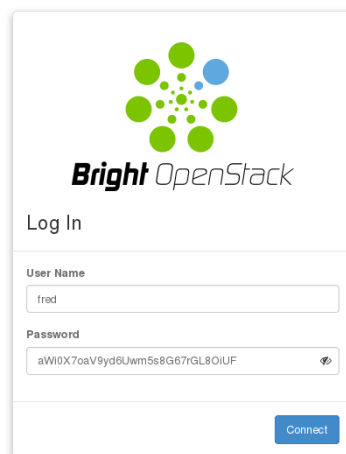 Bright OpenStack
Log In
User Name
fred
Password
aWi0X7oaV9yd6Uwm5s8G67rGL8OiUF
Connect